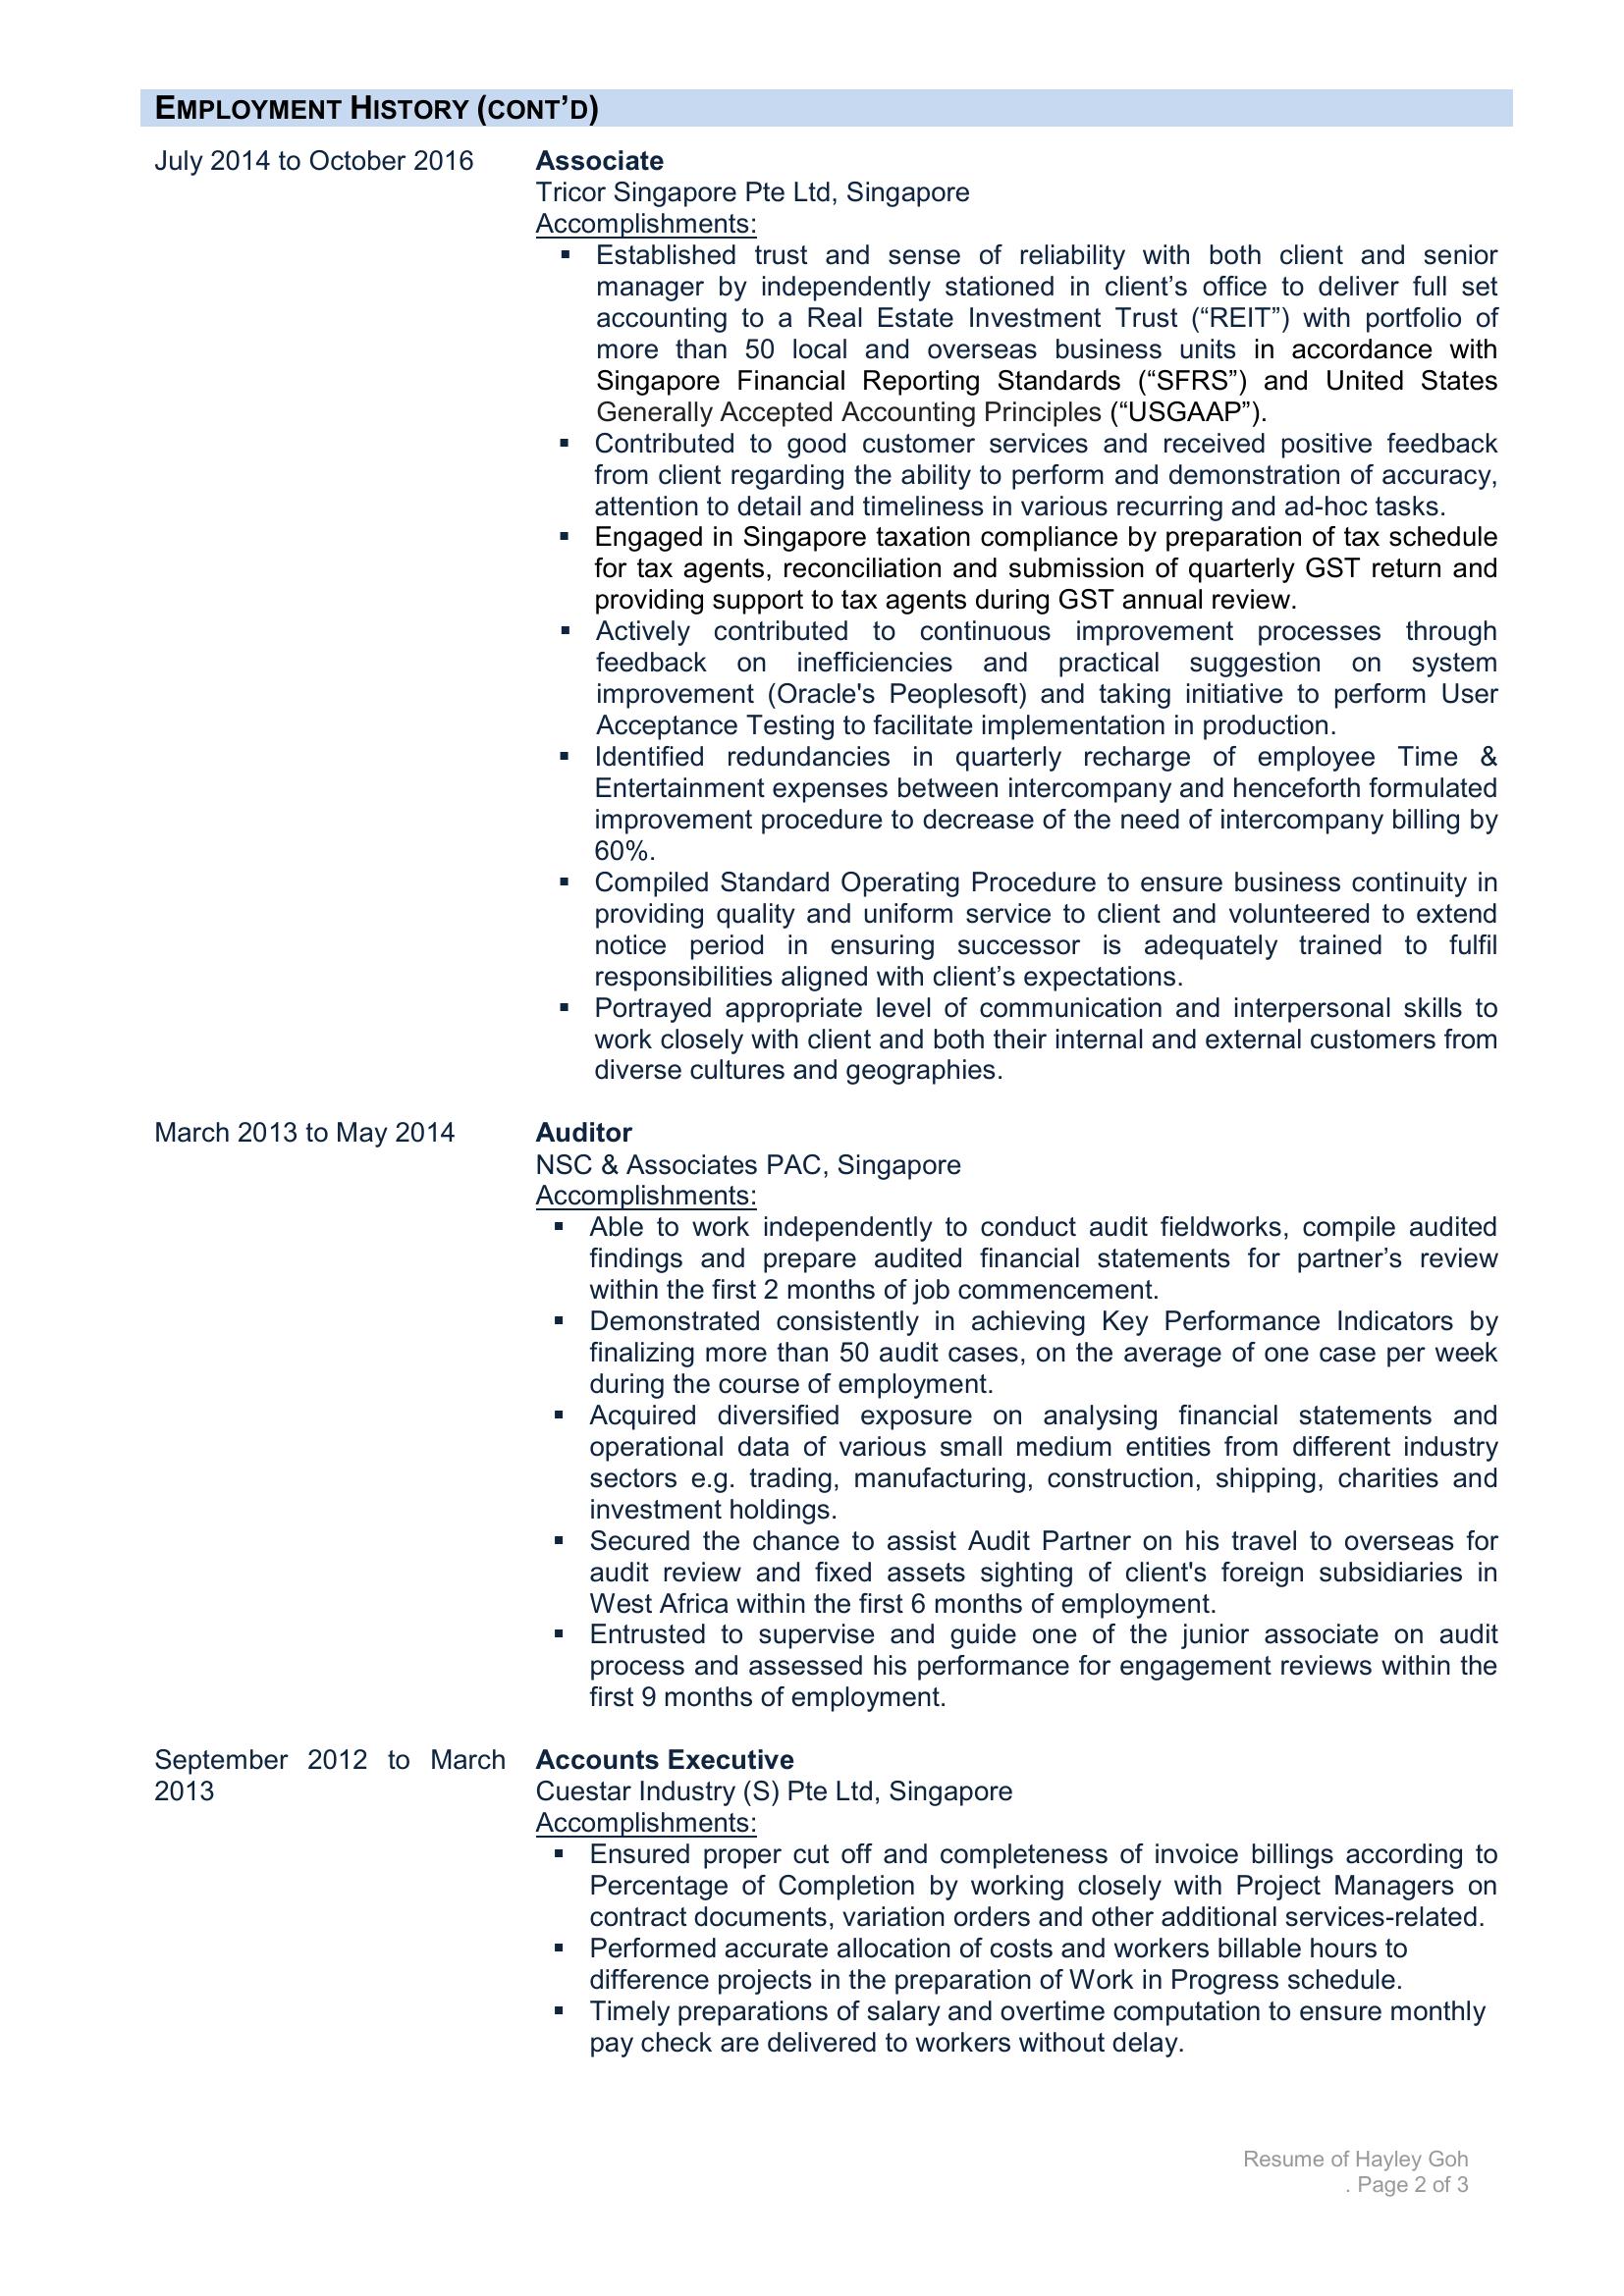 EMPLOYMENT HISTORY (CONT’D)
July 2014 to October 2016
Associate
Tricor Singapore Pte Ltd, Singapore
Accomplishments:
▪ Established trust and sense of reliability with both client and senior
manager by independently stationed in client’s office to deliver full set
accounting to a Real Estate Investment Trust (“REIT”) with portfolio of
more than 50 local and overseas business units in accordance with
Singapore Financial Reporting Standards (“SFRS”) and United States
Generally Accepted Accounting Principles (“USGAAP”).
▪ Contributed to good customer services and received positive feedback
from client regarding the ability to perform and demonstration of accuracy,
attention to detail and timeliness in various recurring and ad-hoc tasks.
▪ Engaged in Singapore taxation compliance by preparation of tax schedule
for tax agents, reconciliation and submission of quarterly GST return and
providing support to tax agents during GST annual review.
▪ Actively contributed to continuous improvement processes through
feedback on inefficiencies and practical suggestion on system
improvement (Oracle's Peoplesoft) and taking initiative to perform User
Acceptance Testing to facilitate implementation in production.
▪ Identified redundancies in quarterly recharge of employee Time &
Entertainment expenses between intercompany and henceforth formulated
improvement procedure to decrease of the need of intercompany billing by
60%.
▪ Compiled Standard Operating Procedure to ensure business continuity in
providing quality and uniform service to client and volunteered to extend
notice period in ensuring successor is adequately trained to fulfil
responsibilities aligned with client’s expectations.
▪ Portrayed appropriate level of communication and interpersonal skills to
work closely with client and both their internal and external customers from
diverse cultures and geographies.
March 2013 to May 2014
Auditor
NSC & Associates PAC, Singapore
Accomplishments:
▪ Able to work independently to conduct audit fieldworks, compile audited
findings and prepare audited financial statements for partner’s review
within the first 2 months of job commencement.
▪ Demonstrated consistently in achieving Key Performance Indicators by
finalizing more than 50 audit cases, on the average of one case per week
during the course of employment.
▪ Acquired diversified exposure on analysing financial statements and
operational data of various small medium entities from different industry
sectors e.g. trading, manufacturing, construction, shipping, charities and
investment holdings.
▪ Secured the chance to assist Audit Partner on his travel to overseas for
audit review and fixed assets sighting of client's foreign subsidiaries in
West Africa within the first 6 months of employment.
▪ Entrusted to supervise and guide one of the junior associate on audit
process and assessed his performance for engagement reviews within the
first 9 months of employment.
September 2012 to March
2013
Accounts Executive
Cuestar Industry (S) Pte Ltd, Singapore
Accomplishments:
▪ Ensured proper cut off and completeness of invoice billings according to
Percentage of Completion by working closely with Project Managers on
contract documents, variation orders and other additional services-related.
▪ Performed accurate allocation of costs and workers billable hours to
difference projects in the preparation of Work in Progress schedule.
▪ Timely preparations of salary and overtime computation to ensure monthly
pay check are delivered to workers without delay.
Resume of Hayley Goh
. Page 2 of 3